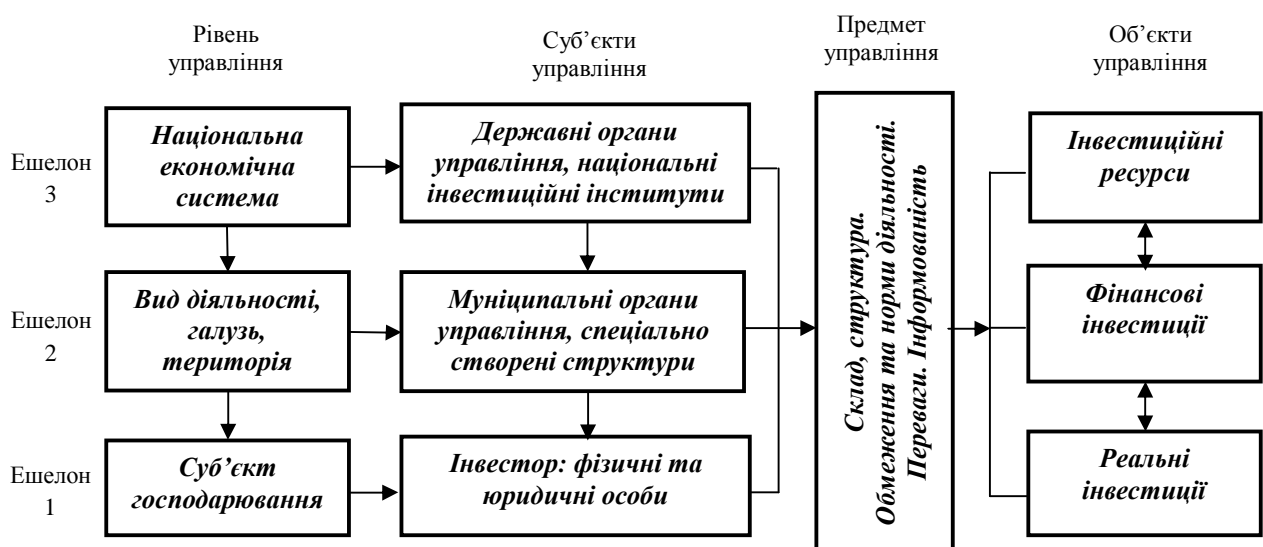 Рівень
управління
Суб’єкти
управління
Предмет
управління
Об’єкти
управління
Ешелон
3
Національна
економічна
система
Державні органи
управління, національні
інвестиційні інститути
Інвестиційні
ресурси
Ешелон
2
Вид діяльності,
галузь,
територія
Муніципальні органи
управління, спеціально
створені структури
Фінансові
інвестиції
Ешелон
1
Суб’єкт
господарювання
Інвестор: фізичні та
юридичні особи
Реальні
інвестиції
Склад, структура.
Обмеження та норми діяльності.
Переваги. Інформованість